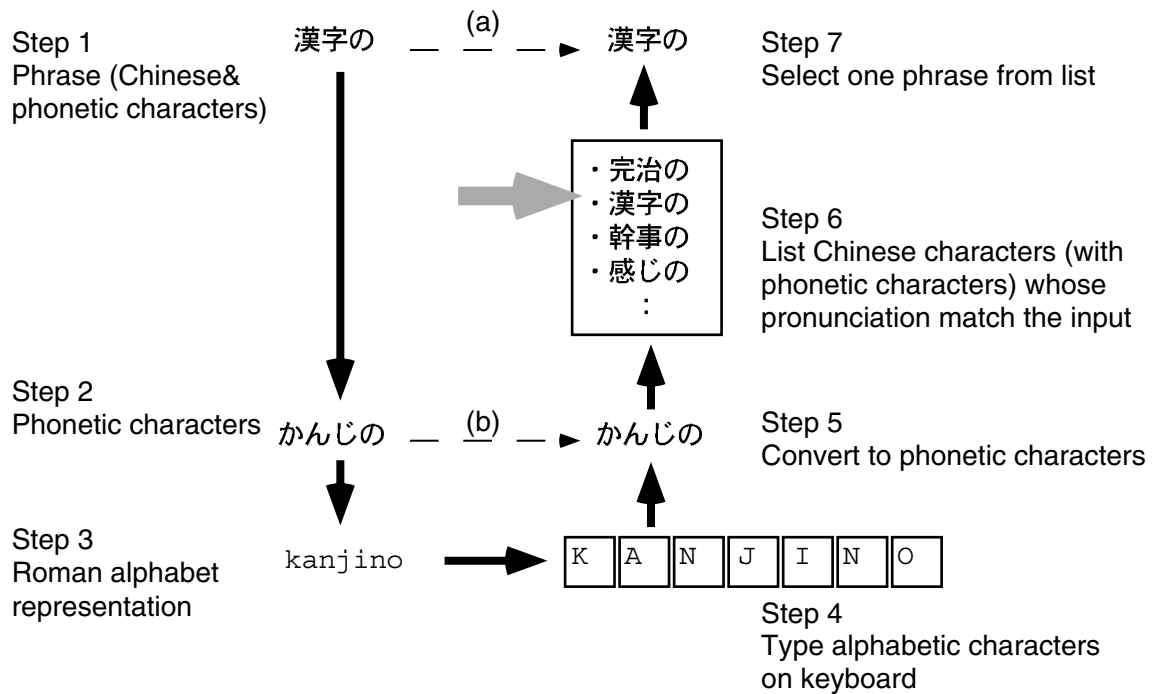 Step 1
Phrase (Chinese&
phonetic characters)
漢字の
(a)
漢字の
Step 7
Select one phrase from list
・完治の
・漢字の
・幹事の
・感じの
:
Step 6
List Chinese characters (with
phonetic characters) whose
pronunciation match the input
Step 2
Phonetic characters
かんじの
(b)
かんじの
Step 5
Convert to phonetic characters
Step 3
Roman alphabet
representation
kanjino
K A N J I N O
Step 4
Type alphabetic characters
on keyboard